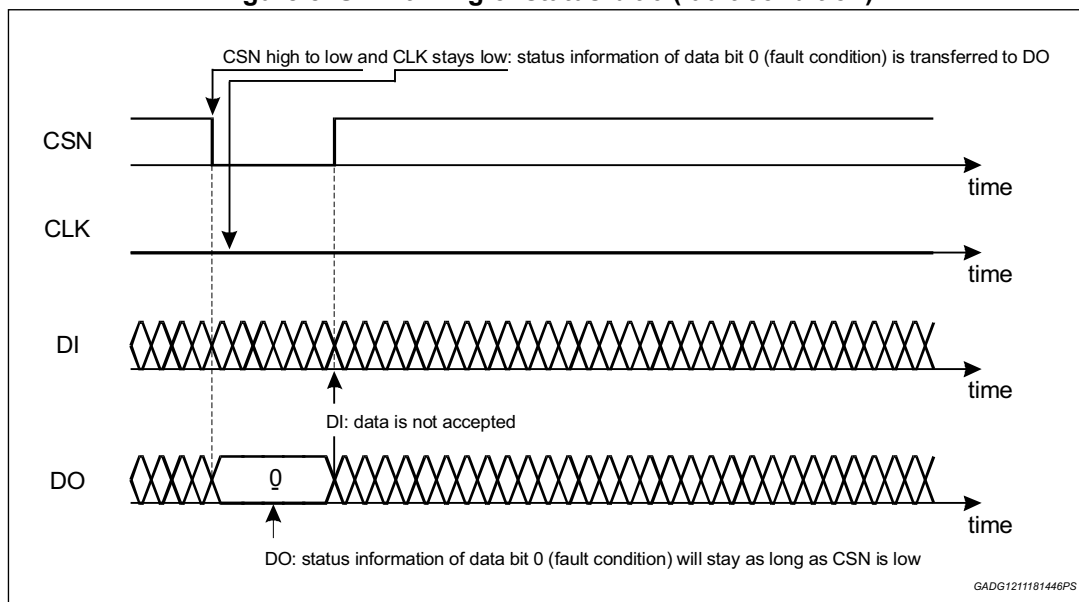 CSN high to low and CLK stays low: status information of data bit 0 (fault condition) is transferred to DO
CSN
time
CLK
time
DI
time
DI: data is not accepted
DO
0
time
DO: status information of data bit 0 (fault condition) will stay as long as CSN is low
GADG1211181446PS